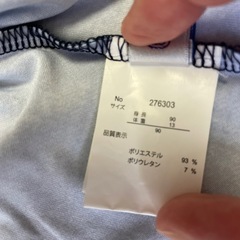 No 276303
サイズ
身長 90
体重 13
90
品質表示
ポリエステル 93 %
ポリウレタン 7 %